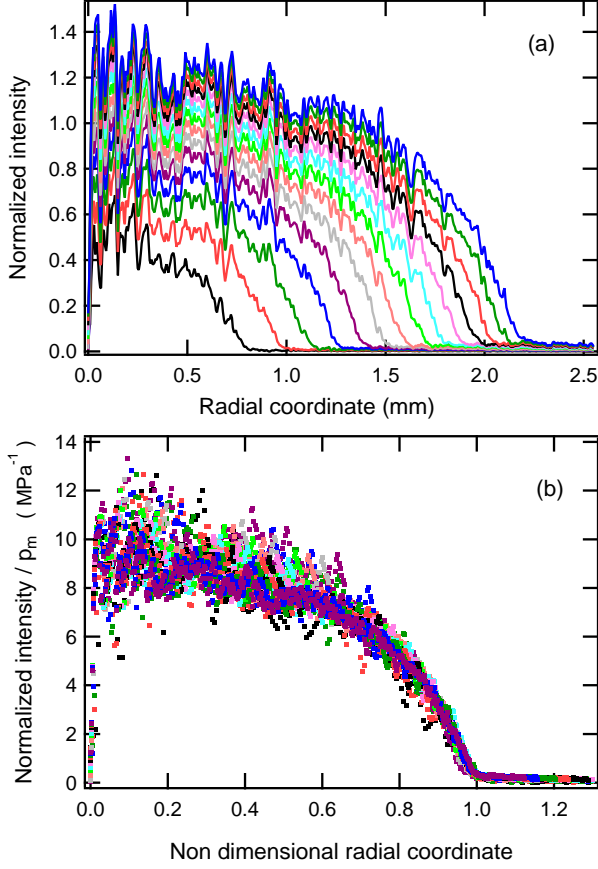 (a)
Normalized intensity
1.4
1.2
1.0
0.8
0.6
0.4
0.2
0.0
0.0 0.5 1.0 1.5 2.0 2.5
Radial coordinate (mm)
(b)
Normalized intensity / pm ( MPa-1)
14
12
10
8
6
4
2
0
0.0 0.2 0.4 0.6 0.8 1.0 1.2
Non dimensional radial coordinate